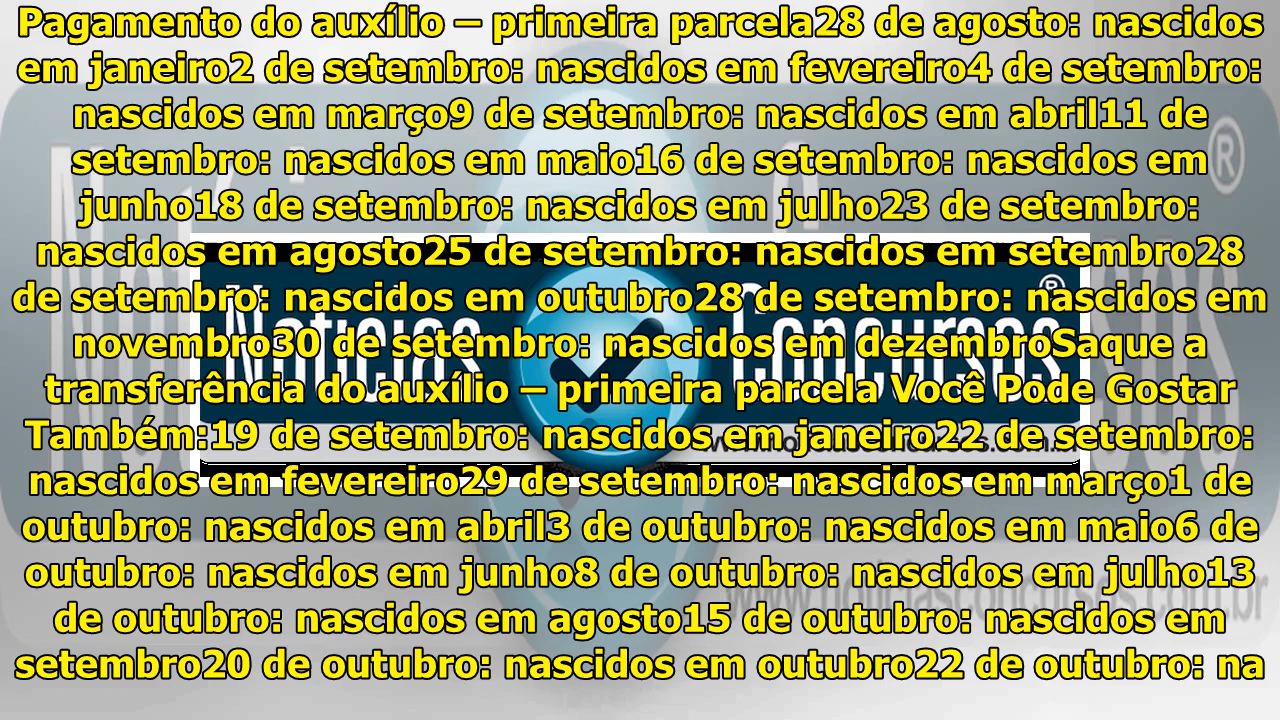 Pagamento do auxílio – primeira parcela28 de agosto: nascidos
em janeiro2 de setembro: nascidos em fevereiro4 de setembro:
nascidos em março9 de setembro: nascidos em abril11 de
setembro: nascidos em maio16 de setembro: nascidos em
junho18 de setembro: nascidos em julho23 de setembro:
nascidos em agosto25 de setembro: nascidos em setembro28
de setembro: nascidos em outubro28 de setembro: nascidos em
novembro30 de setembro: nascidos em dezembroSaque a
transferência do auxílio – primeira parcela Você Pode Gostar
Também:19 de setembro: nascidos em janeiro22 de setembro:
nascidos em fevereiro29 de setembro: nascidos em março1 de
outubro: nascidos em abril3 de outubro: nascidos em maio6 de
outubro: nascidos em junho8 de outubro: nascidos em julho13
de outubro: nascidos em agosto15 de outubro: nascidos em
setembro20 de outubro: nascidos em outubro22 de outubro: na
Notícias Concursos ®
www.noticiasconcursos.com.br